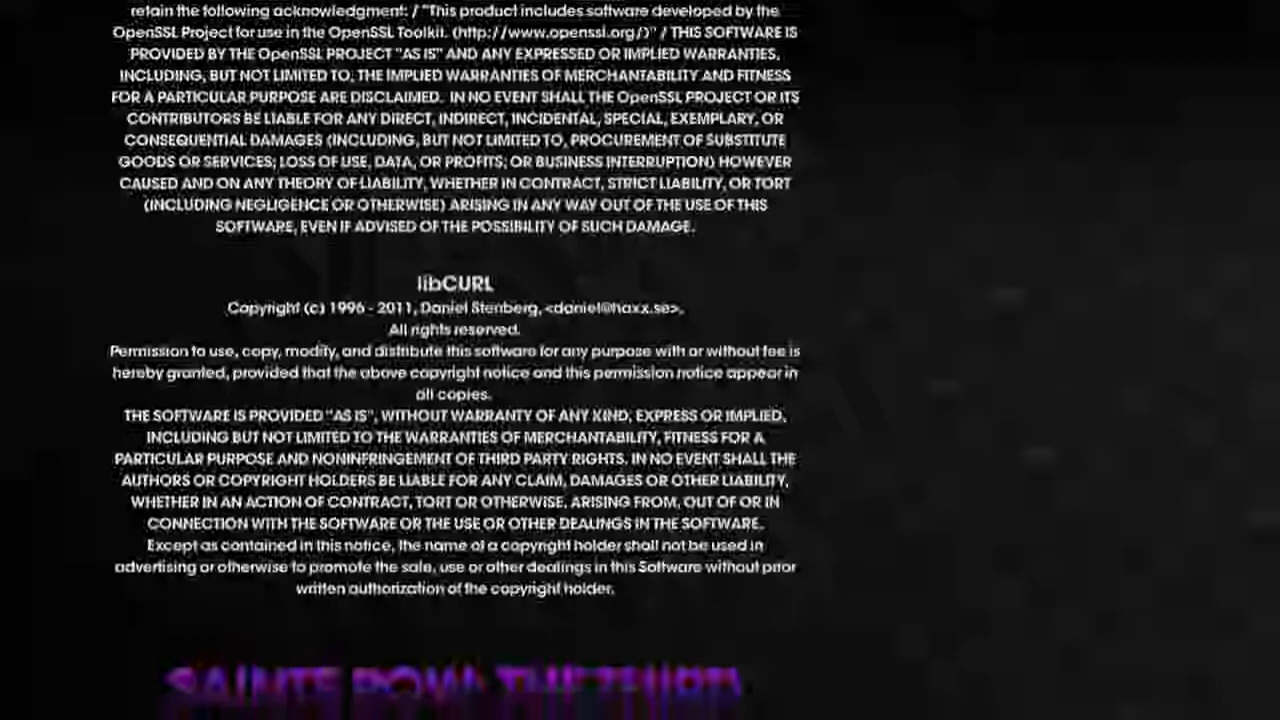 retain the following acknowledgment: / "This product includes software developed by the
OpenSSL Project for use in the OpenSSL Toolkit. (http://www.openssl.org/)" / THIS SOFTWARE IS
PROVIDED BY THE OpenSSL PROJECT "AS IS" AND ANY EXPRESSED OR IMPLIED WARRANTIES,
INCLUDING, BUT NOT LIMITED TO, THE IMPLIED WARRANTIES OF MERCHANTABILITY AND FITNESS
FOR A PARTICULAR PURPOSE ARE DISCLAIMED. IN NO EVENT SHALL THE OpenSSL PROJECT OR ITS
CONTRIBUTORS BE LIABLE FOR ANY DIRECT, INDIRECT, INCIDENTAL, SPECIAL, EXEMPLARY, OR
CONSEQUENTIAL DAMAGES (INCLUDING, BUT NOT LIMITED TO, PROCUREMENT OF SUBSTITUTE
GOODS OR SERVICES; LOSS OF USE, DATA, OR PROFITS; OR BUSINESS INTERRUPTION) HOWEVER
CAUSED AND ON ANY THEORY OF LIABILITY, WHETHER IN CONTRACT, STRICT LIABILITY, OR TORT
(INCLUDING NEGLIGENCE OR OTHERWISE) ARISING IN ANY WAY OUT OF THE USE OF THIS
SOFTWARE, EVEN IF ADVISED OF THE POSSIBILITY OF SUCH DAMAGE.
libCURL
Copyright (c) 1996 - 2011, Daniel Stenberg, <daniel@haxx.se>.
All rights reserved.
Permission to use, copy, modify, and distribute this software for any purpose with or without fee is
hereby granted, provided that the above copyright notice and this permission notice appear in
all copies.
THE SOFTWARE IS PROVIDED "AS IS", WITHOUT WARRANTY OF ANY KIND, EXPRESS OR IMPLIED,
INCLUDING BUT NOT LIMITED TO THE WARRANTIES OF MERCHANTABILITY, FITNESS FOR A
PARTICULAR PURPOSE AND NONINFRINGEMENT OF THIRD PARTY RIGHTS. IN NO EVENT SHALL THE
AUTHORS OR COPYRIGHT HOLDERS BE LIABLE FOR ANY CLAIM, DAMAGES OR OTHER LIABILITY,
WHETHER IN AN ACTION OF CONTRACT, TORT OR OTHERWISE, ARISING FROM, OUT OF OR IN
CONNECTION WITH THE SOFTWARE OR THE USE OR OTHER DEALINGS IN THE SOFTWARE.
Except as contained in this notice, the name of a copyright holder shall not be used in
advertising or otherwise to promote the sale, use or other dealings in this Software without prior
written authorization of the copyright holder.
SAINTS ROW: THE THIRD